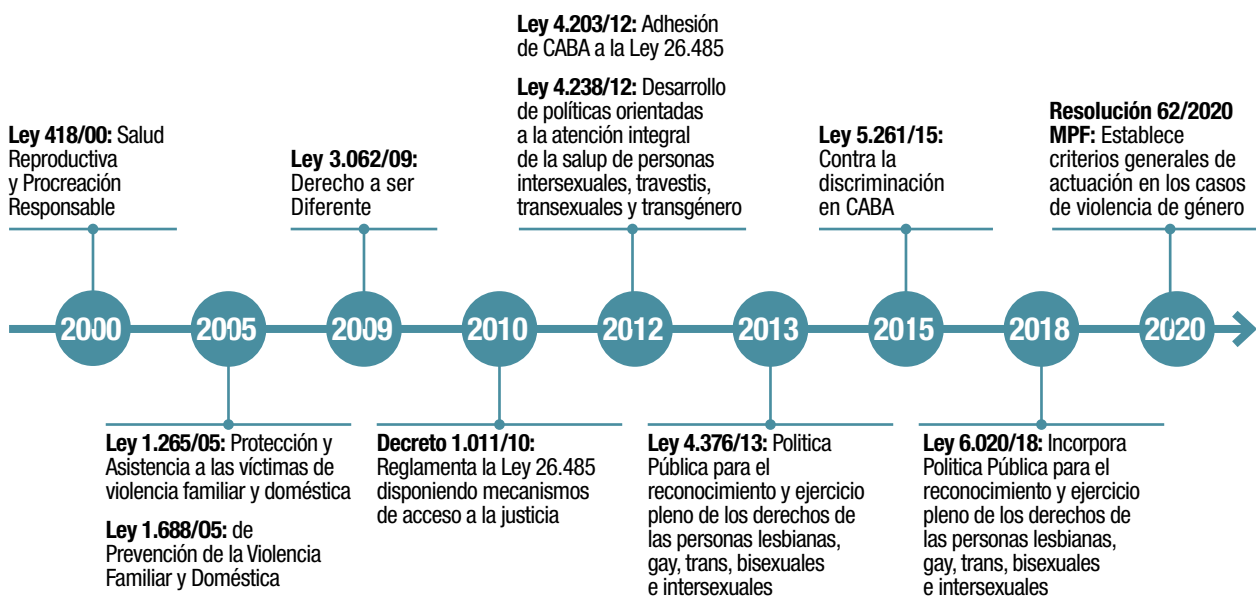 Ley 418/00: Salud
Reproductiva
y Procreación
Responsable
Ley 3.062/09:
Derecho a ser
Diferente
Ley 4.203/12: Adhesión
de CABA a la Ley 26.485
Ley 4.238/12: Desarrollo
de políticas orientadas
a la atención integral
de la salup de personas
intersexuales, travestis,
transexuales y transgénero
Ley 5.261/15:
Contra la
discriminación
en CABA
Resolución 62/2020
MPF: Establece
criterios generales de
actuación en los casos
de violencia de género
2000
2005
2009
2010
2012
2013
2015
2018
2020
Ley 1.265/05: Protección y
Asistencia a las víctimas de
violencia familiar y doméstica
Ley 1.688/O5: de
Prevención de la Violencia
Familiar y Doméstica
Decreto 1.011/10:
Reglamenta la Ley 26.485
disponiendo mecanismos
de acceso a la justicia
Ley 4.376/13: Politica
Pública para el
reconocimiento y ejercicio
pleno de los derechos de
las personas lesbianas,
gay, trans, bisexuales
e intersexuales
Ley 6.020/18: Incorpora
Politica Pública para el
reconocimiento y ejercicio
pleno de los derechos de
las personas lesbianas,
gay, trans, bisexuales
e intersexuales